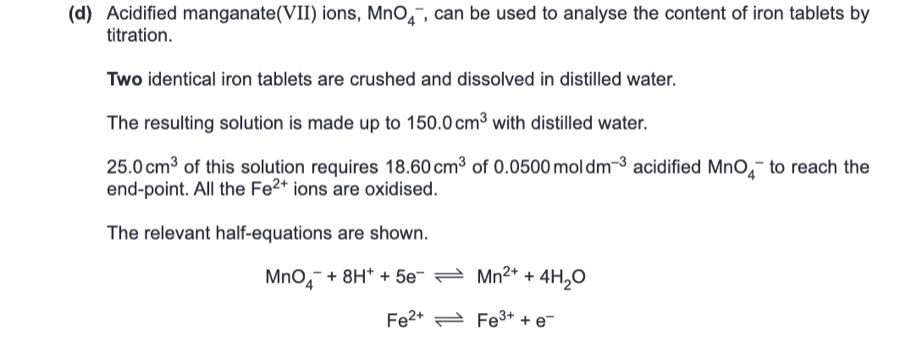 (d) Acidified manganate(VII) ions, MnO₄⁻, can be used to analyse the content of iron tablets by
titration.
Two identical iron tablets are crushed and dissolved in distilled water.
The resulting solution is made up to 150.0 cm³ with distilled water.
25.0 cm³ of this solution requires 18.60 cm³ of 0.0500 mol dm⁻³ acidified MnO₄⁻ to reach the
end-point. All the Fe²⁺ ions are oxidised.
The relevant half-equations are shown.
MnO₄⁻ + 8H⁺ + 5e⁻ ⇌ Mn²⁺ + 4H₂O
Fe²⁺ ⇌ Fe³⁺ + e⁻